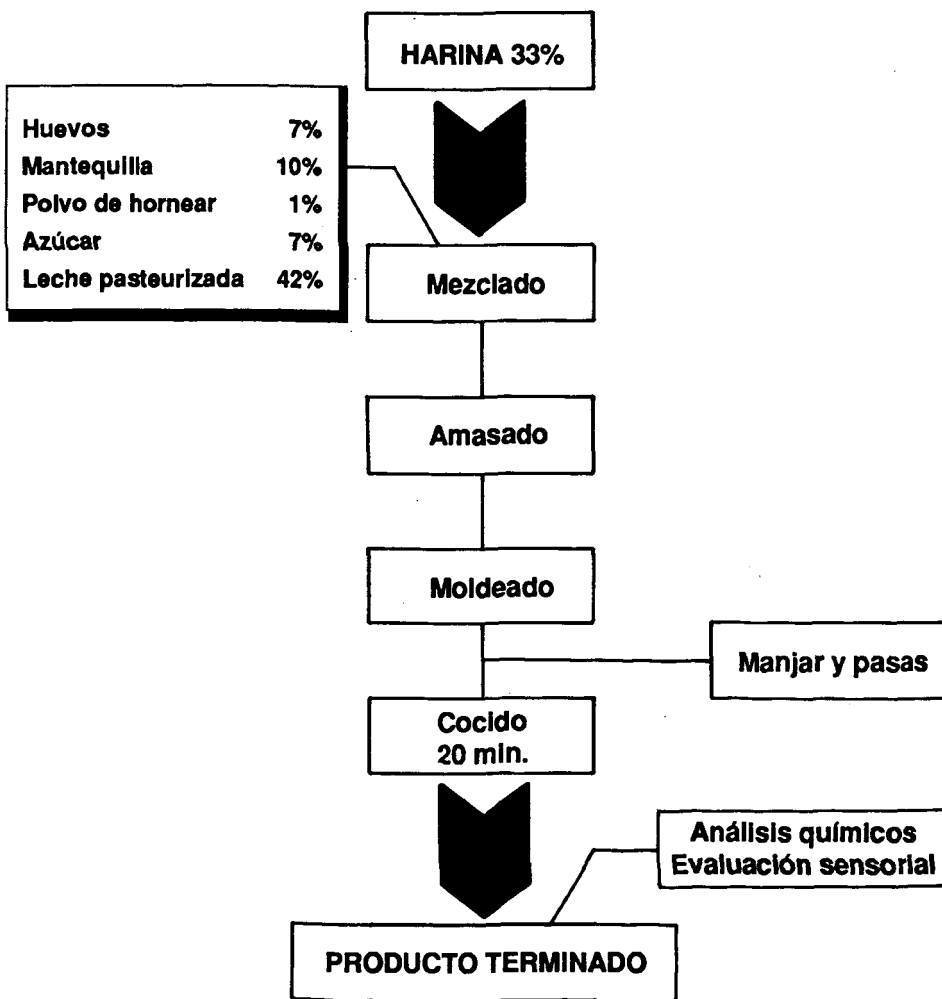 HARINA 33%
Huevos 7%
Mantequilla 10%
Polvo de hornear 1%
Azúcar 7%
Leche pasteurizada 42%
Mezclado
Amasado
Moldeado
Manjar y pasas
Cocido
20 min.
Análisis químicos
Evaluación sensorial
PRODUCTO TERMINADO